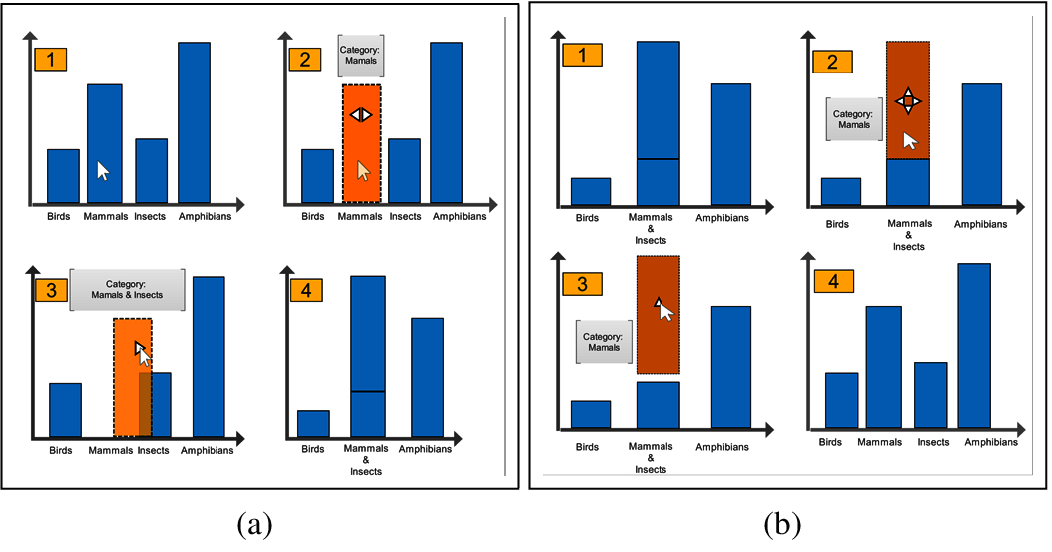 1
Birds Mammals Insects Amphibians
2
Category:
Mamals
Birds Mammals Insects Amphibians
3
Category:
Mamals & Insects
Birds Mammals Insects Amphibians
4
Birds Mammals Amphibians
&
Insects
(a)
1
Birds Mammals Amphibians
&
Insects
2
Category:
Mamals
Birds Mammals Amphibians
&
Insects
3
Category:
Mamals
Birds Mammals Amphibians
&
Insects
4
Birds Mammals Insects Amphibians
(b)